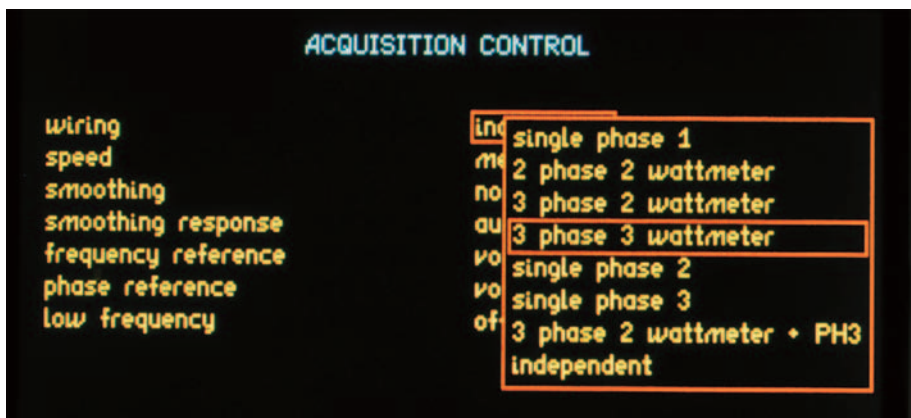 ACQUISITION CONTROL
wiring
speed
smoothing
smoothing response
frequency reference
phase reference
low frequency
single phase 1
2 phase 2 wattmeter
3 phase 2 wattmeter
3 phase 3 wattmeter
single phase 2
single phase 3
3 phase 2 wattmeter + PH3
independent